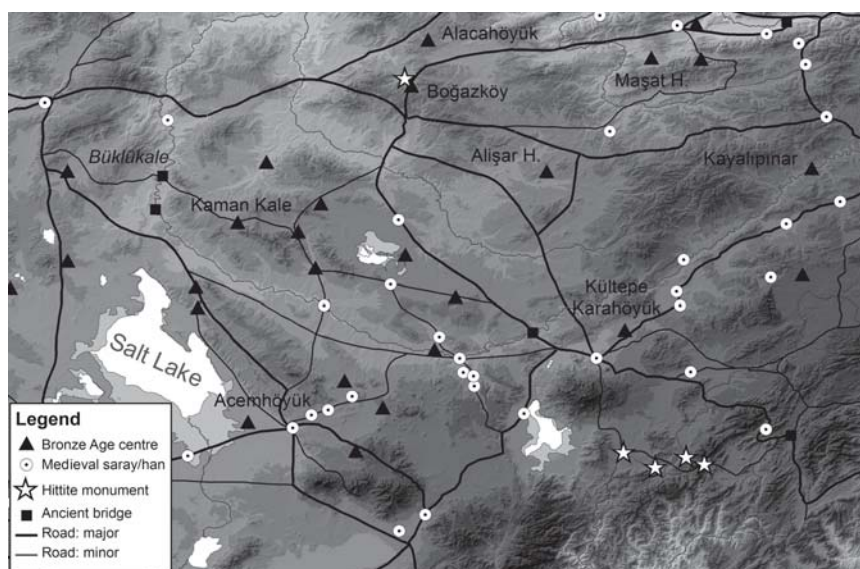 Alacahöyük
Maşat H.
Boğazköy
Büklükale
Alişar H.
Kayalıpınar
Kaman Kale
Kültepe
Karahöyük
Salt Lake
Acemhöyük
Legend
Bronze Age centre
Medieval saray/han
Hittite monument
Ancient bridge
Road: major
Road: minor